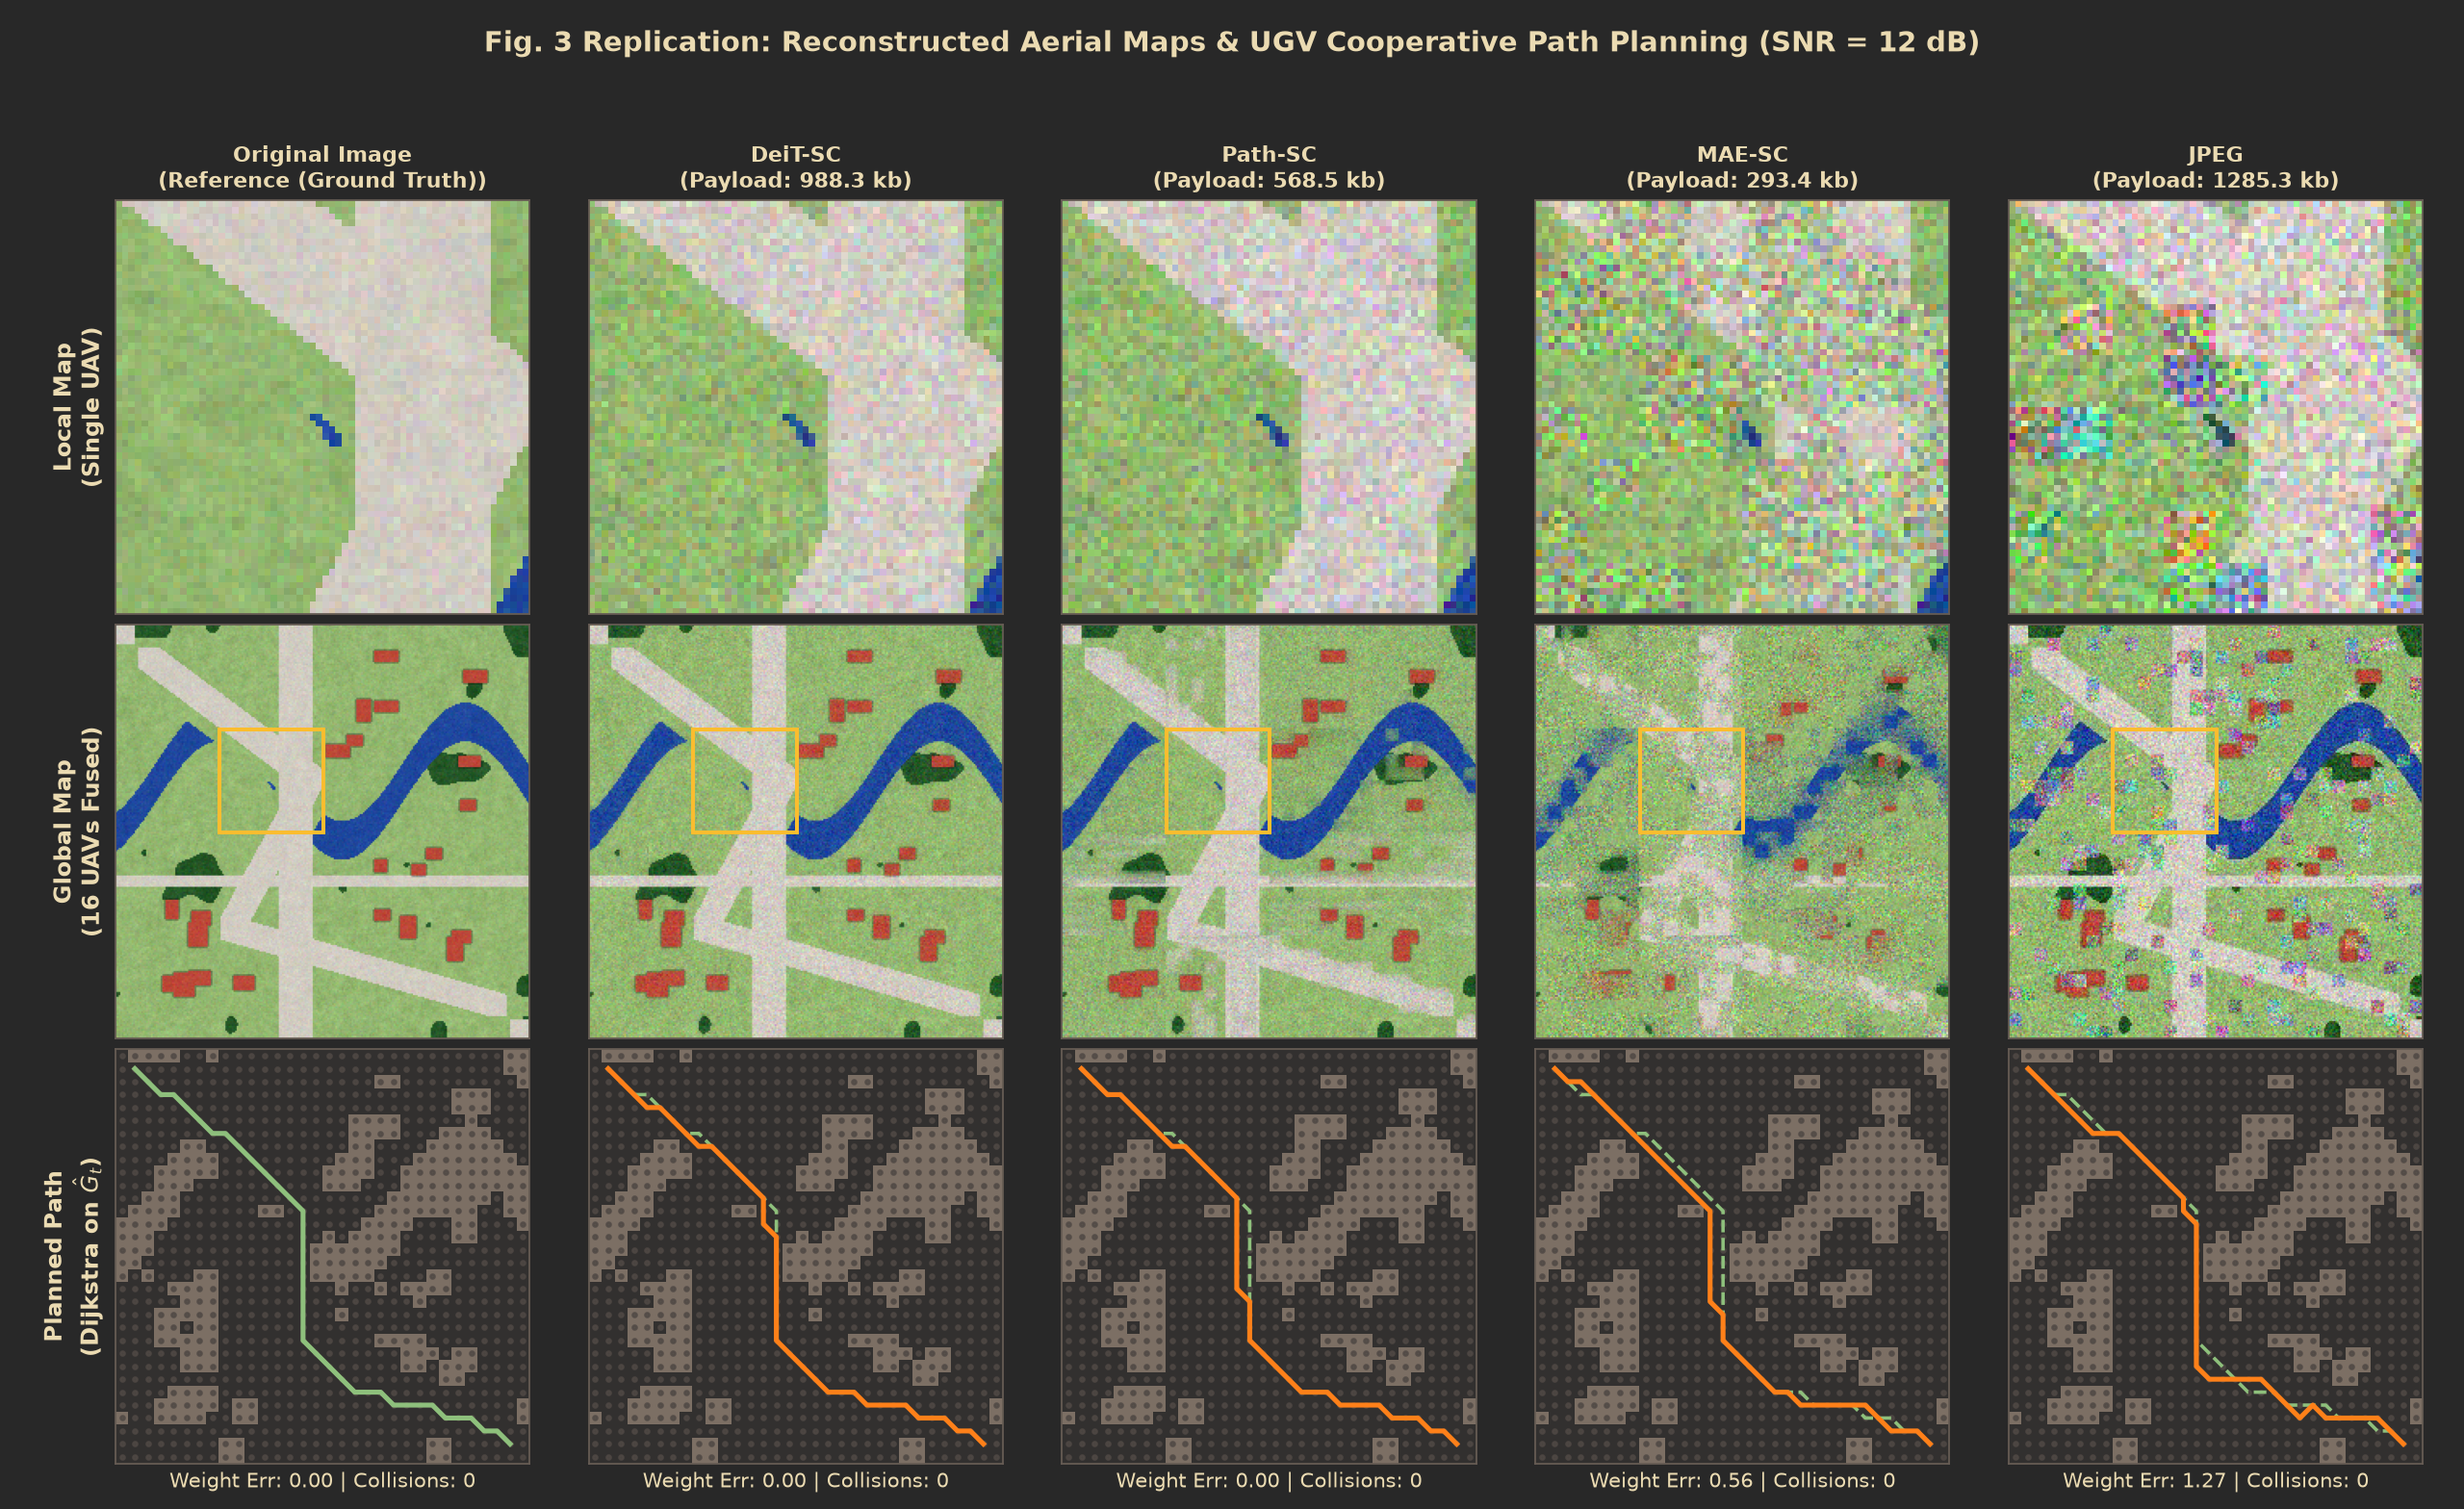 Fig. 3 Replication: Reconstructed Aerial Maps & UGV Cooperative Path Planning (SNR = 12 dB)
Original Image
(Reference (Ground Truth))
DeiT-SC
(Payload: 988.3 kb)
Path-SC
(Payload: 568.5 kb)
MAE-SC
(Payload: 293.4 kb)
JPEG
(Payload: 1285.3 kb)
Local Map
(Single UAV)
Global Map
(16 UAVs Fused)
Planned Path
(Dijkstra on Ĝₜ)
Weight Err: 0.00 | Collisions: 0
Weight Err: 0.00 | Collisions: 0
Weight Err: 0.00 | Collisions: 0
Weight Err: 0.56 | Collisions: 0
Weight Err: 1.27 | Collisions: 0